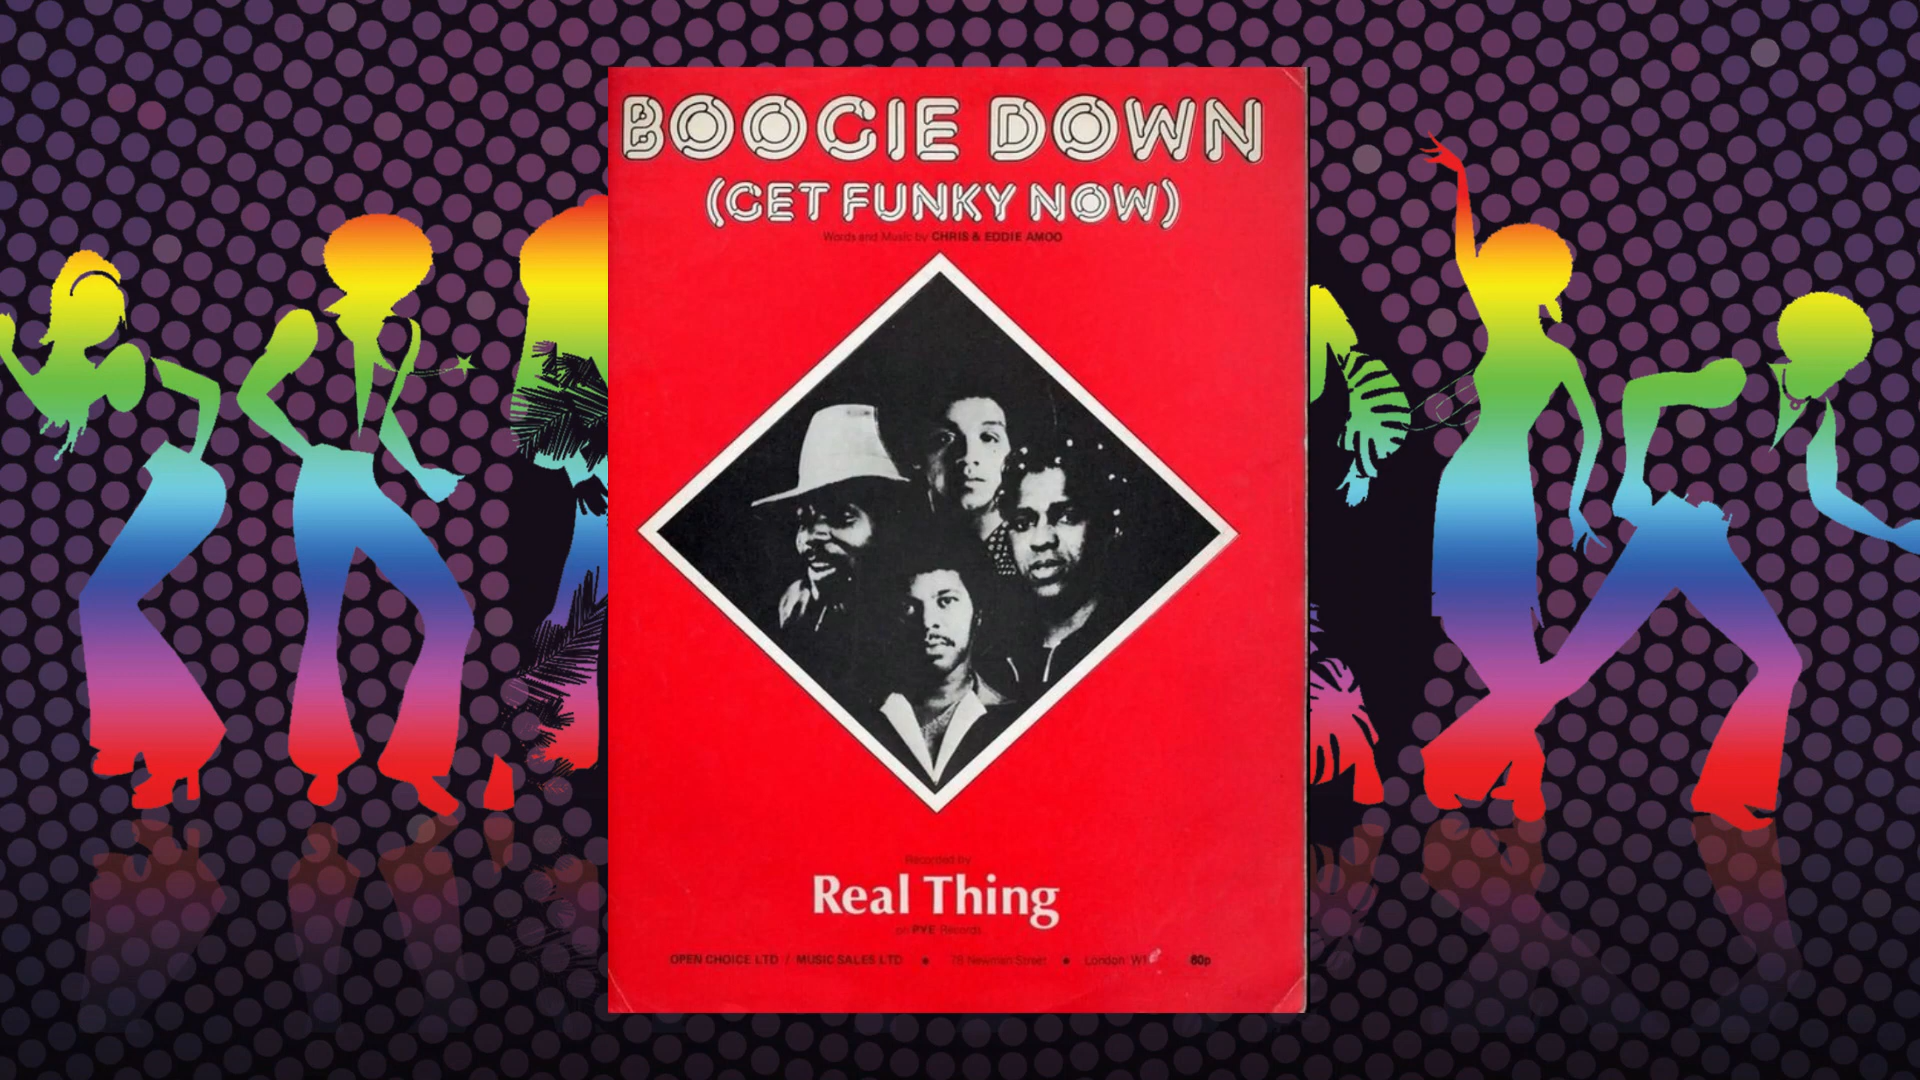 BOOGIE DOWN
(GET FUNKY NOW)
Words and Music by CHRIS & EDDIE AMOO
Recorded by
Real Thing
on PYE Records
OPEN CHOICE LTD / MUSIC SALES LTD • 78 Newman Street • London W1 60p